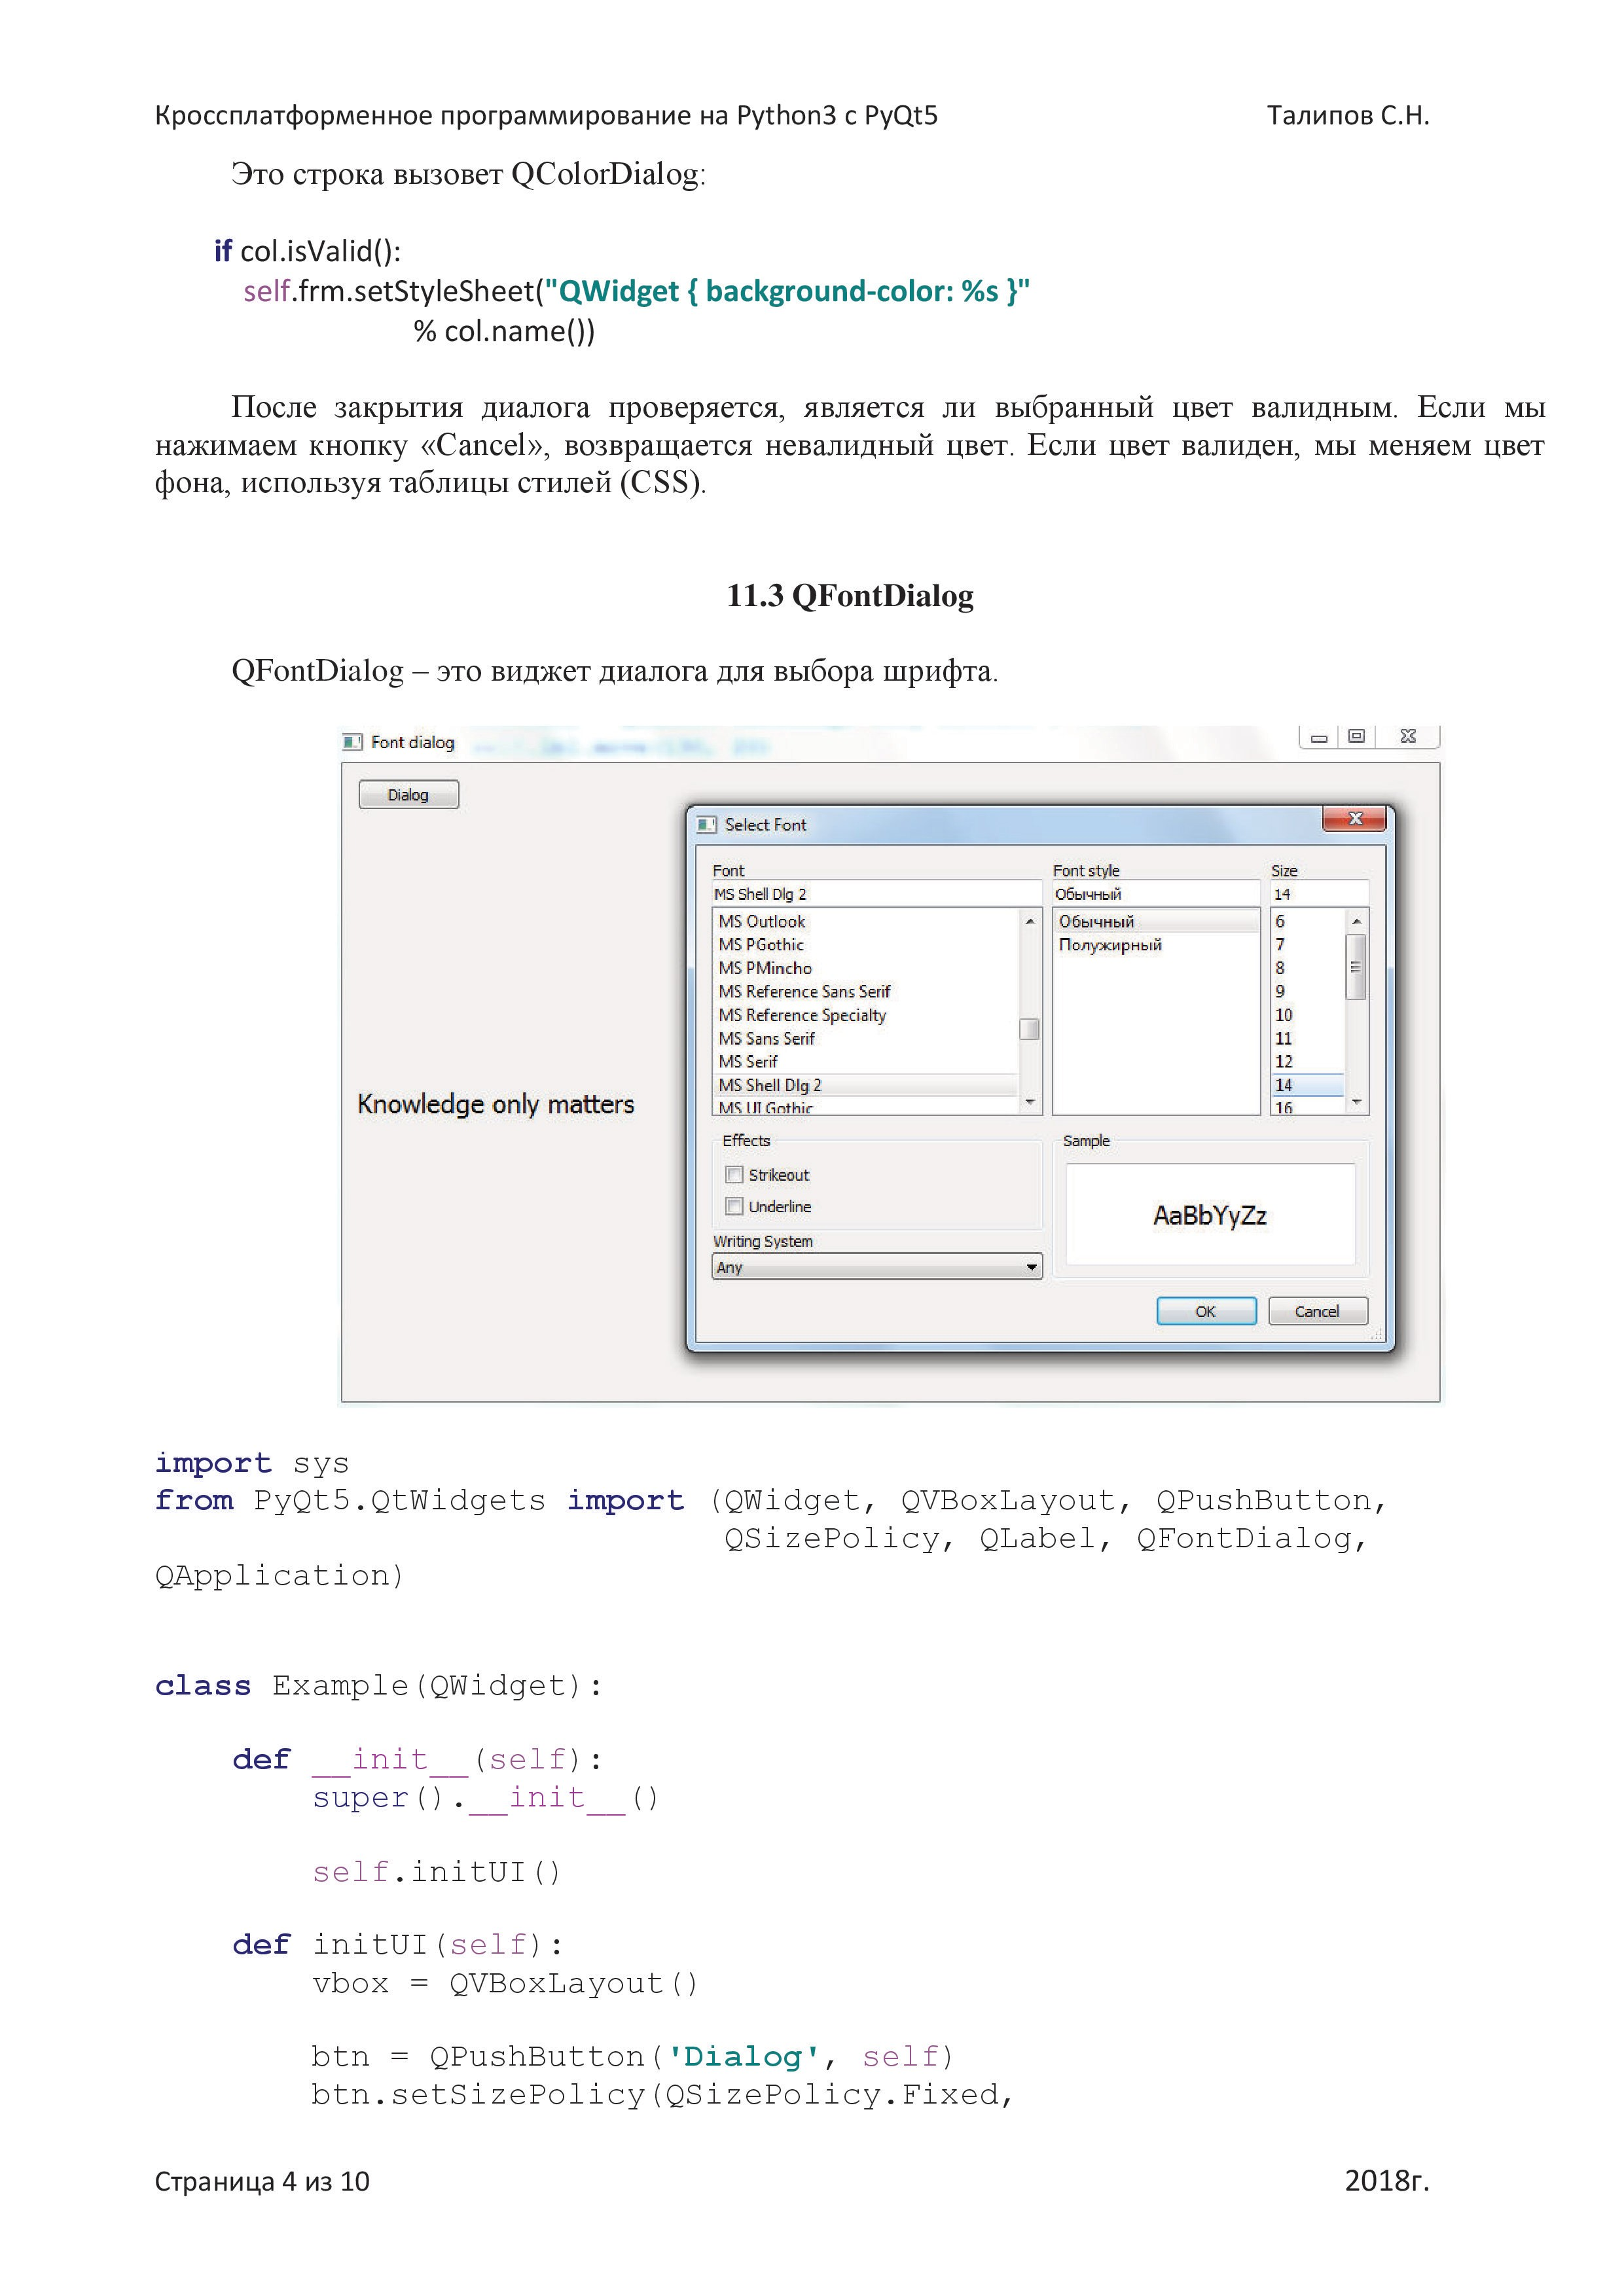 Кроссплатформенное программирование на Python3 с PyQt5 Талипов С.Н.
Это строка вызовет QColorDialog:
if col.isValid():
self.frm.setStyleSheet("QWidget { background-color: %s }"
% col.name())
После закрытия диалога проверяется, является ли выбранный цвет валидным. Если мы
нажимаем кнопку «Cancel», возвращается невалидный цвет. Если цвет валиден, мы меняем цвет
фона, используя таблицы стилей (CSS).
11.3 QFontDialog
QFontDialog – это виджет диалога для выбора шрифта.
Font dialog
Dialog
Knowledge only matters
Select Font
Font Font style Size
MS Shell Dlg 2 Обычный 14
MS Outlook Обычный 6
MS PGothic Полужирный 7
MS PMincho 8
MS Reference Sans Serif 9
MS Reference Specialty 10
MS Sans Serif 11
MS Serif 12
MS Shell Dlg 2 14
MS UI Gothic 16
Effects Sample
Strikeout
Underline AaBbYyZz
Writing System
Any
OK Cancel
import sys
from PyQt5.QtWidgets import (QWidget, QVBoxLayout, QPushButton,
QSizePolicy, QLabel, QFontDialog,
QApplication)
class Example(QWidget):
def __init__(self):
super().__init__()
self.initUI()
def initUI(self):
vbox = QVBoxLayout()
btn = QPushButton('Dialog', self)
btn.setSizePolicy(QSizePolicy.Fixed,
Страница 4 из 10 2018г.